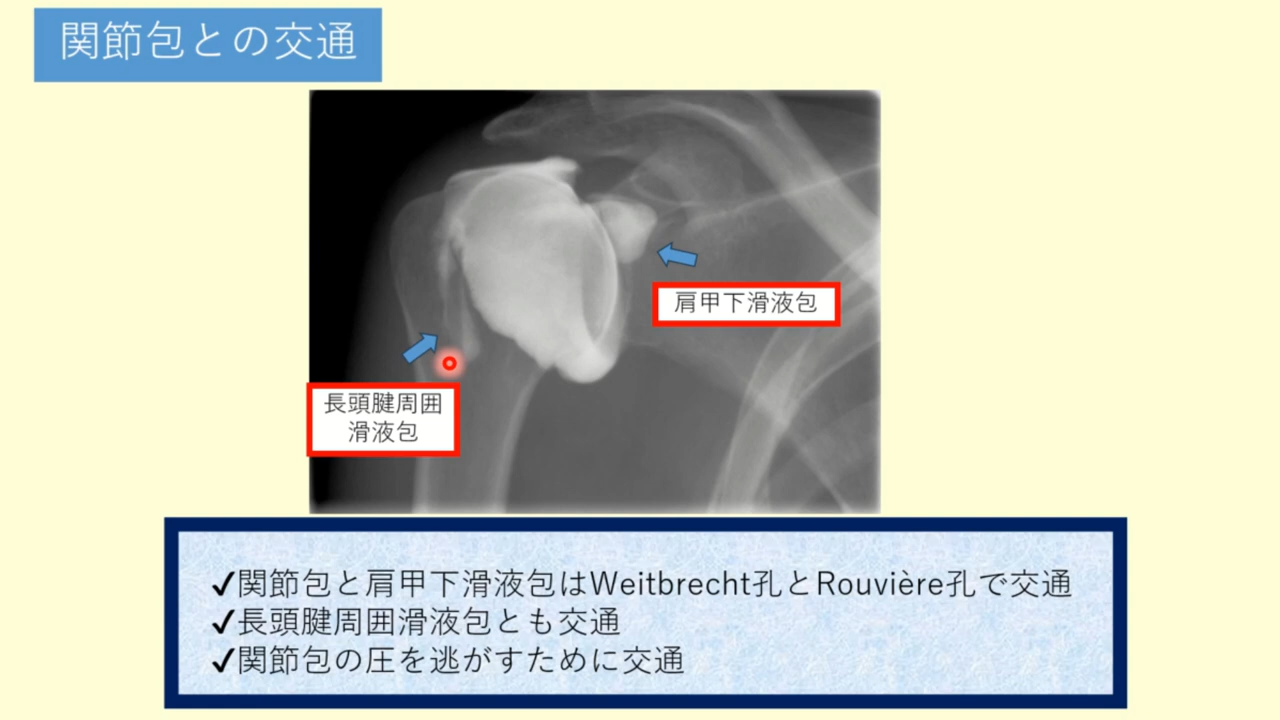 関節包との交通
肩甲下滑液包
長頭腱周囲
滑液包
✓関節包と肩甲下滑液包はWeitbrecht孔とRouvière孔で交通
✓長頭腱周囲滑液包とも交通
✓関節包の圧を逃がすために交通